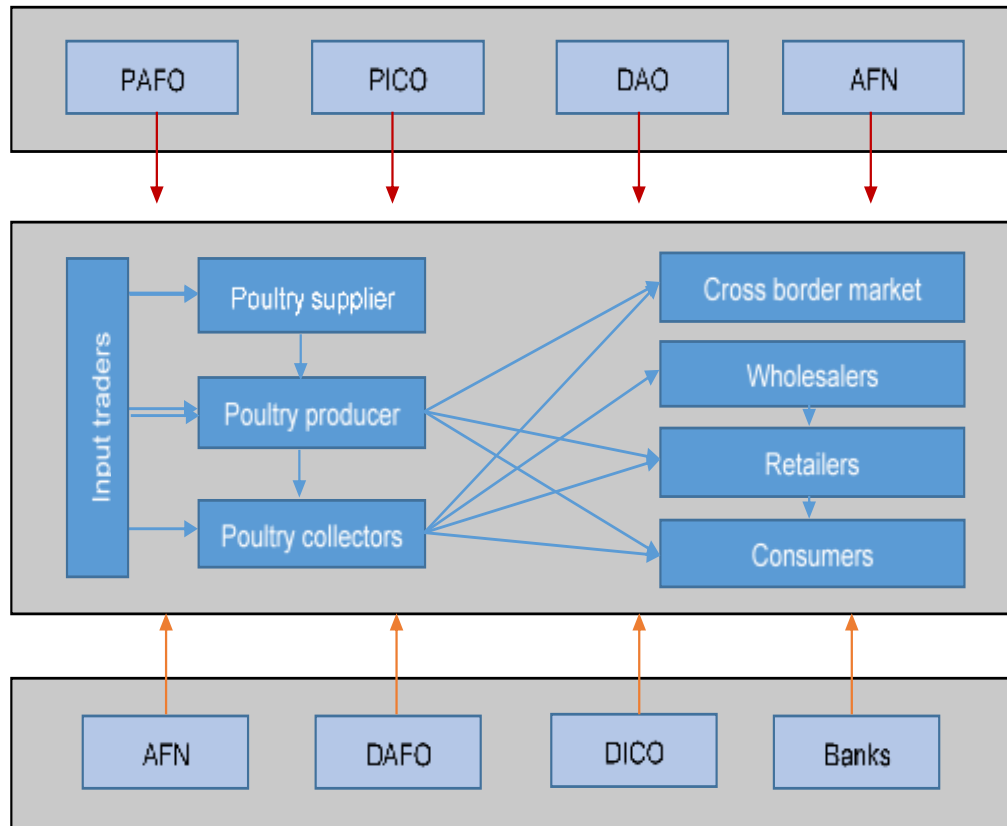 PAFO
PICO
DAO
AFN
Input traders
Poultry supplier
Poultry producer
Poultry collectors
Cross border market
Wholesalers
Retailers
Consumers
AFN
DAFO
DICO
Banks